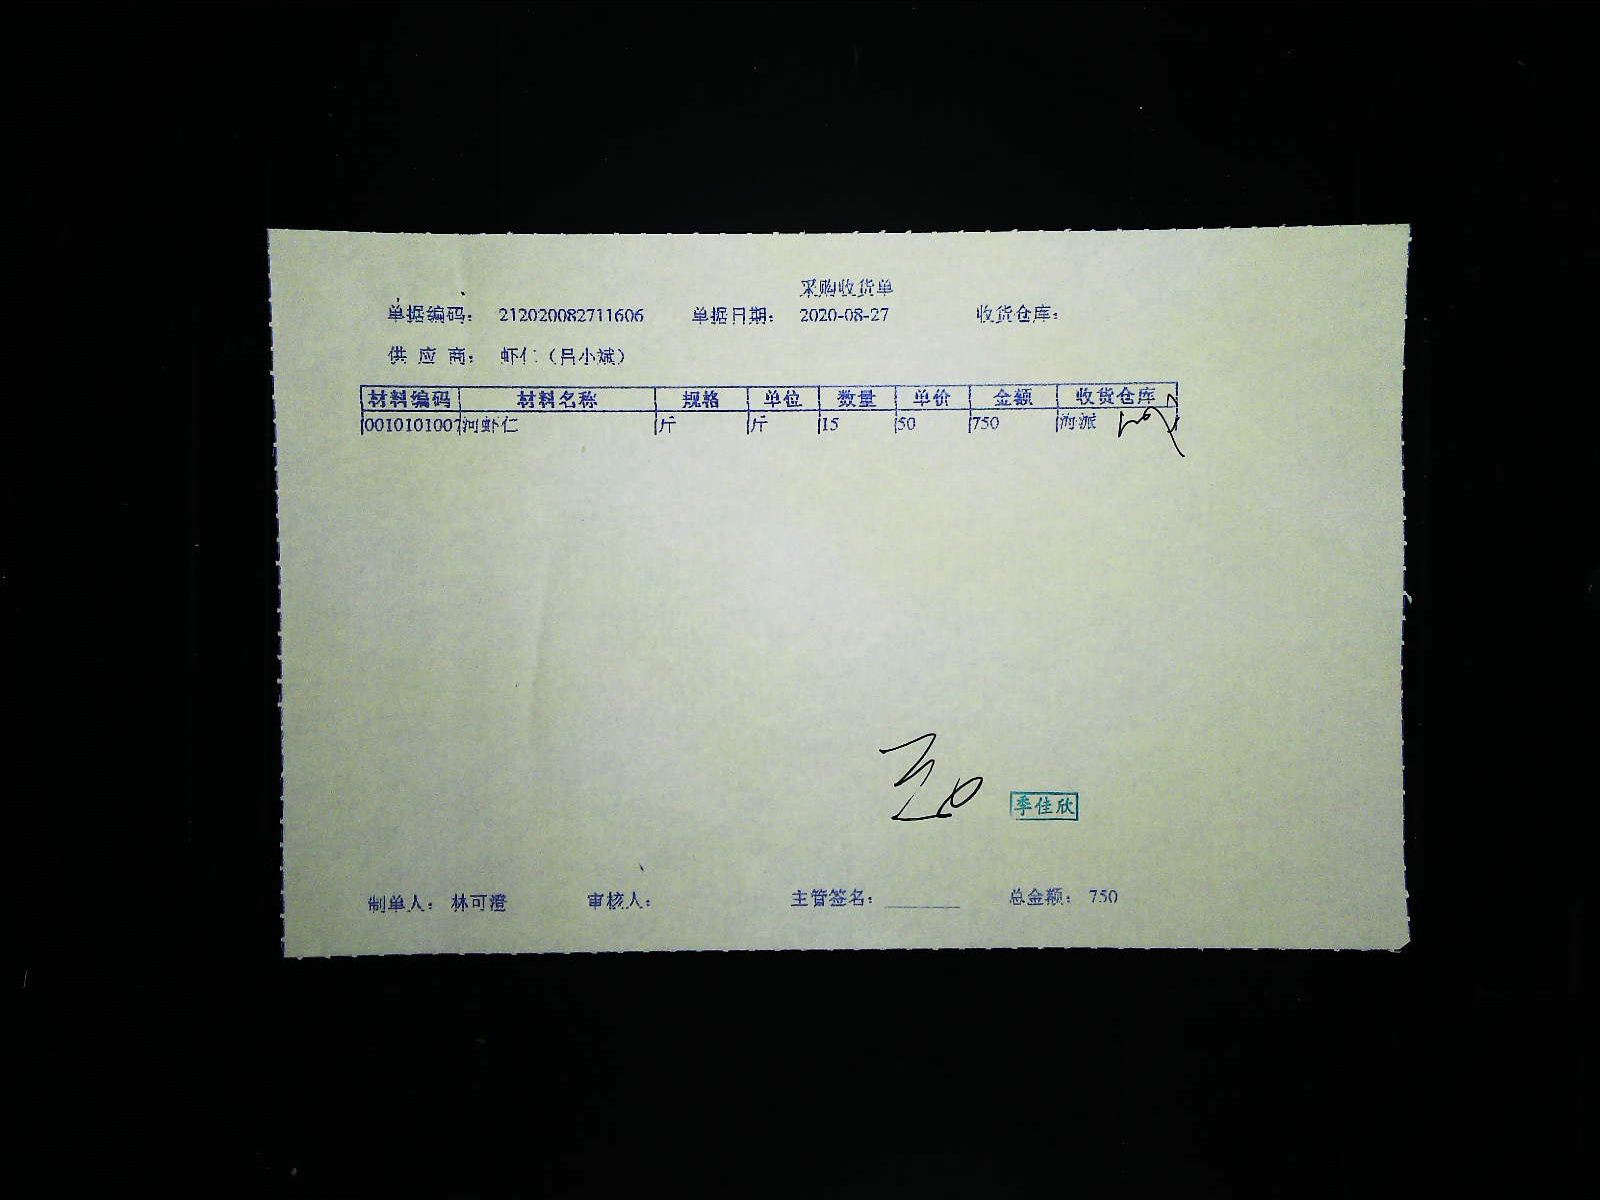 采购收货单
单据编码: 212020082711606 单据日期: 2020-08-27 收货仓库:
供应商: 虾仁（吕小斌）
材料编码 材料名称 规格 单位 数量 单价 金额 收货仓库
0010101007 河虾仁 斤 斤 15 50 750 海派
季佳欣
制单人: 林可澄 审核人: 主管签名: 总金额: 750